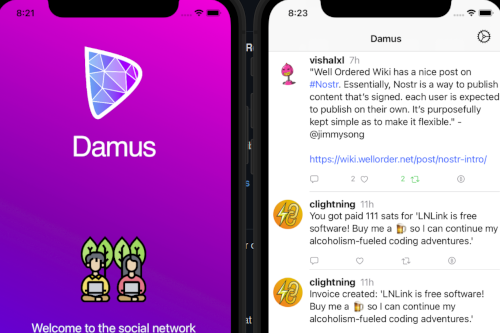 8:21
Damus
Welcome to the social network
8:23
Damus
vishalxl 7h
"Well Ordered Wiki has a nice post on
#Nostr. Essentially, Nostr is a way to publish
content that's signed. each user is expected
to publish on their own. It's purposefully
kept simple as to make it flexible." -
@jimmysong
https://wiki.wellorder.net/post/nostr-intro/
2 2
clightning 11h
You got paid 111 sats for 'LNLink is free
software! Buy me a 🍺 so I can continue my
alcoholism-fueled coding adventures.'
clightning 11h
Invoice created: 'LNLink is free software!
Buy me a 🍺 so I can continue my
alcoholism-fueled coding adventures.'